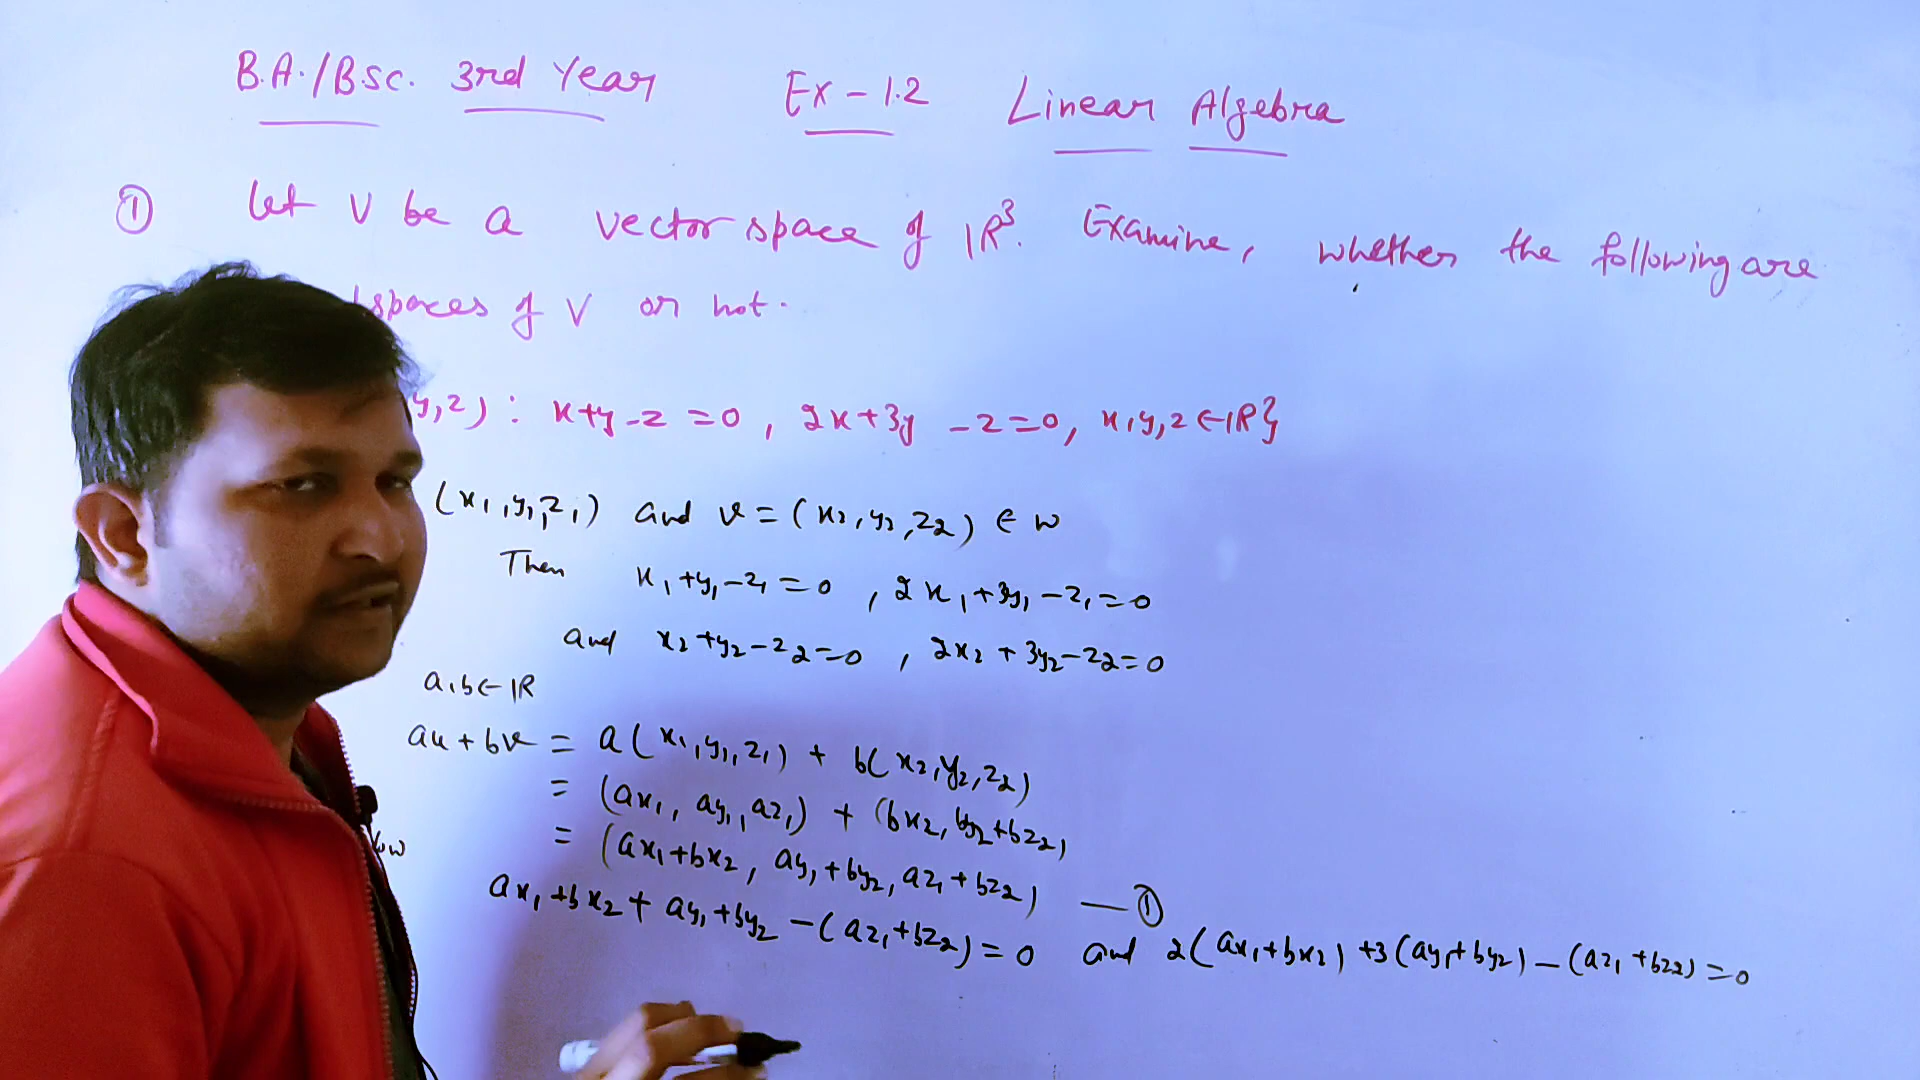 B.A./B.Sc. 3rd Year Ex-1.2 Linear Algebra
① Let V be a vector space of IR³. Examine, whether the following are
spaces of V or not.
y,z) : x+y-z=0, 2x+3y-z=0, x,y,z∈IR}
(x₁,y₁,z₁) and v=(x₂,y₂,z₂) ∈ W
Then x₁+y₁-z₁=0, 2x₁+3y₁-z₁=0
and x₂+y₂-z₂=0, 2x₂+3y₂-z₂=0
a,b∈IR
au+bv = a(x₁,y₁,z₁) + b(x₂,y₂,z₂)
= (ax₁, ay₁, az₁) + (bx₂, by₂+bz₂)
= (ax₁+bx₂, ay₁+by₂, az₁+bz₂) —①
ax₁+bx₂+ay₁+by₂-(az₁+bz₂)=0 and 2(ax₁+bx₂)+3(ay₁+by₂)-(az₁+bz₂)=0